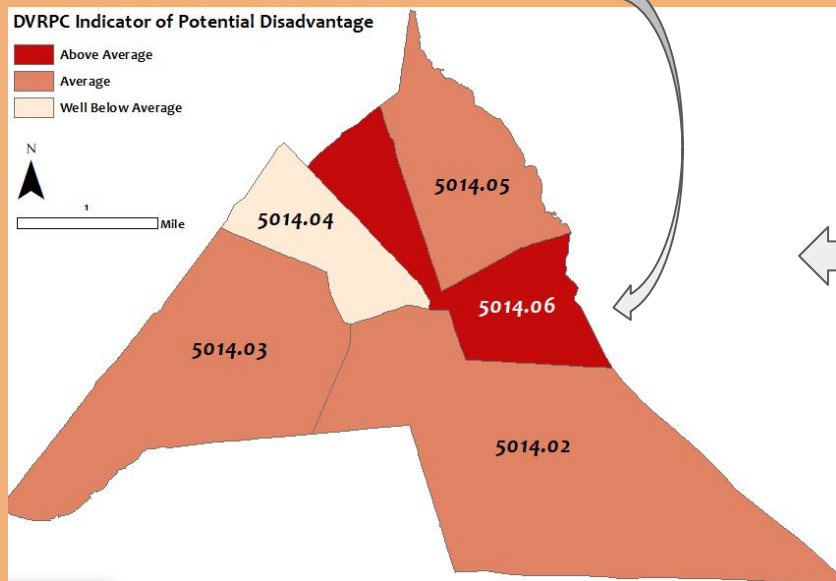 DVRPC Indicator of Potential Disadvantage
Above Average
Average
Well Below Average
N
1
Mile
5014.05
5014.04
5014.06
5014.03
5014.02